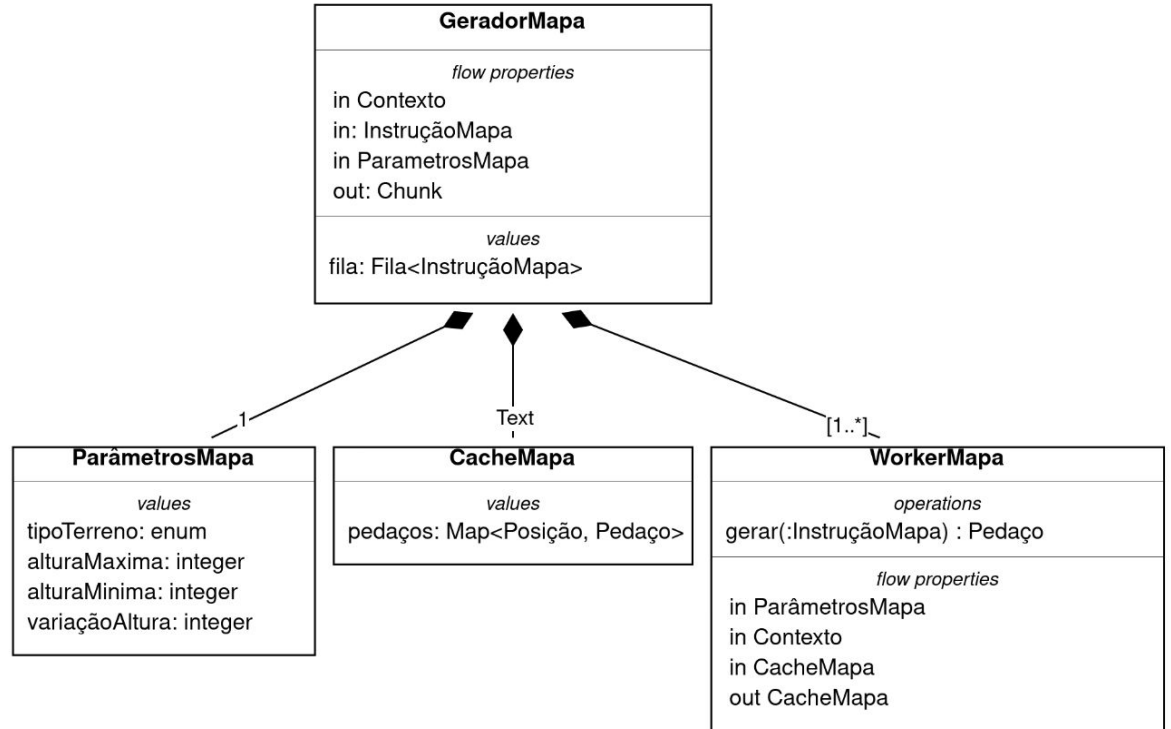 GeradorMapa
flow properties
in Contexto
in: InstruçãoMapa
in ParametrosMapa
out: Chunk
values
fila: Fila<InstruçãoMapa>
1
Text
[1..*]
ParâmetrosMapa
values
tipoTerreno: enum
alturaMaxima: integer
alturaMinima: integer
variaçãoAltura: integer
CacheMapa
values
pedaços: Map<Posição, Pedaço>
WorkerMapa
operations
gerar(:InstruçãoMapa) : Pedaço
flow properties
in ParâmetrosMapa
in Contexto
in CacheMapa
out CacheMapa